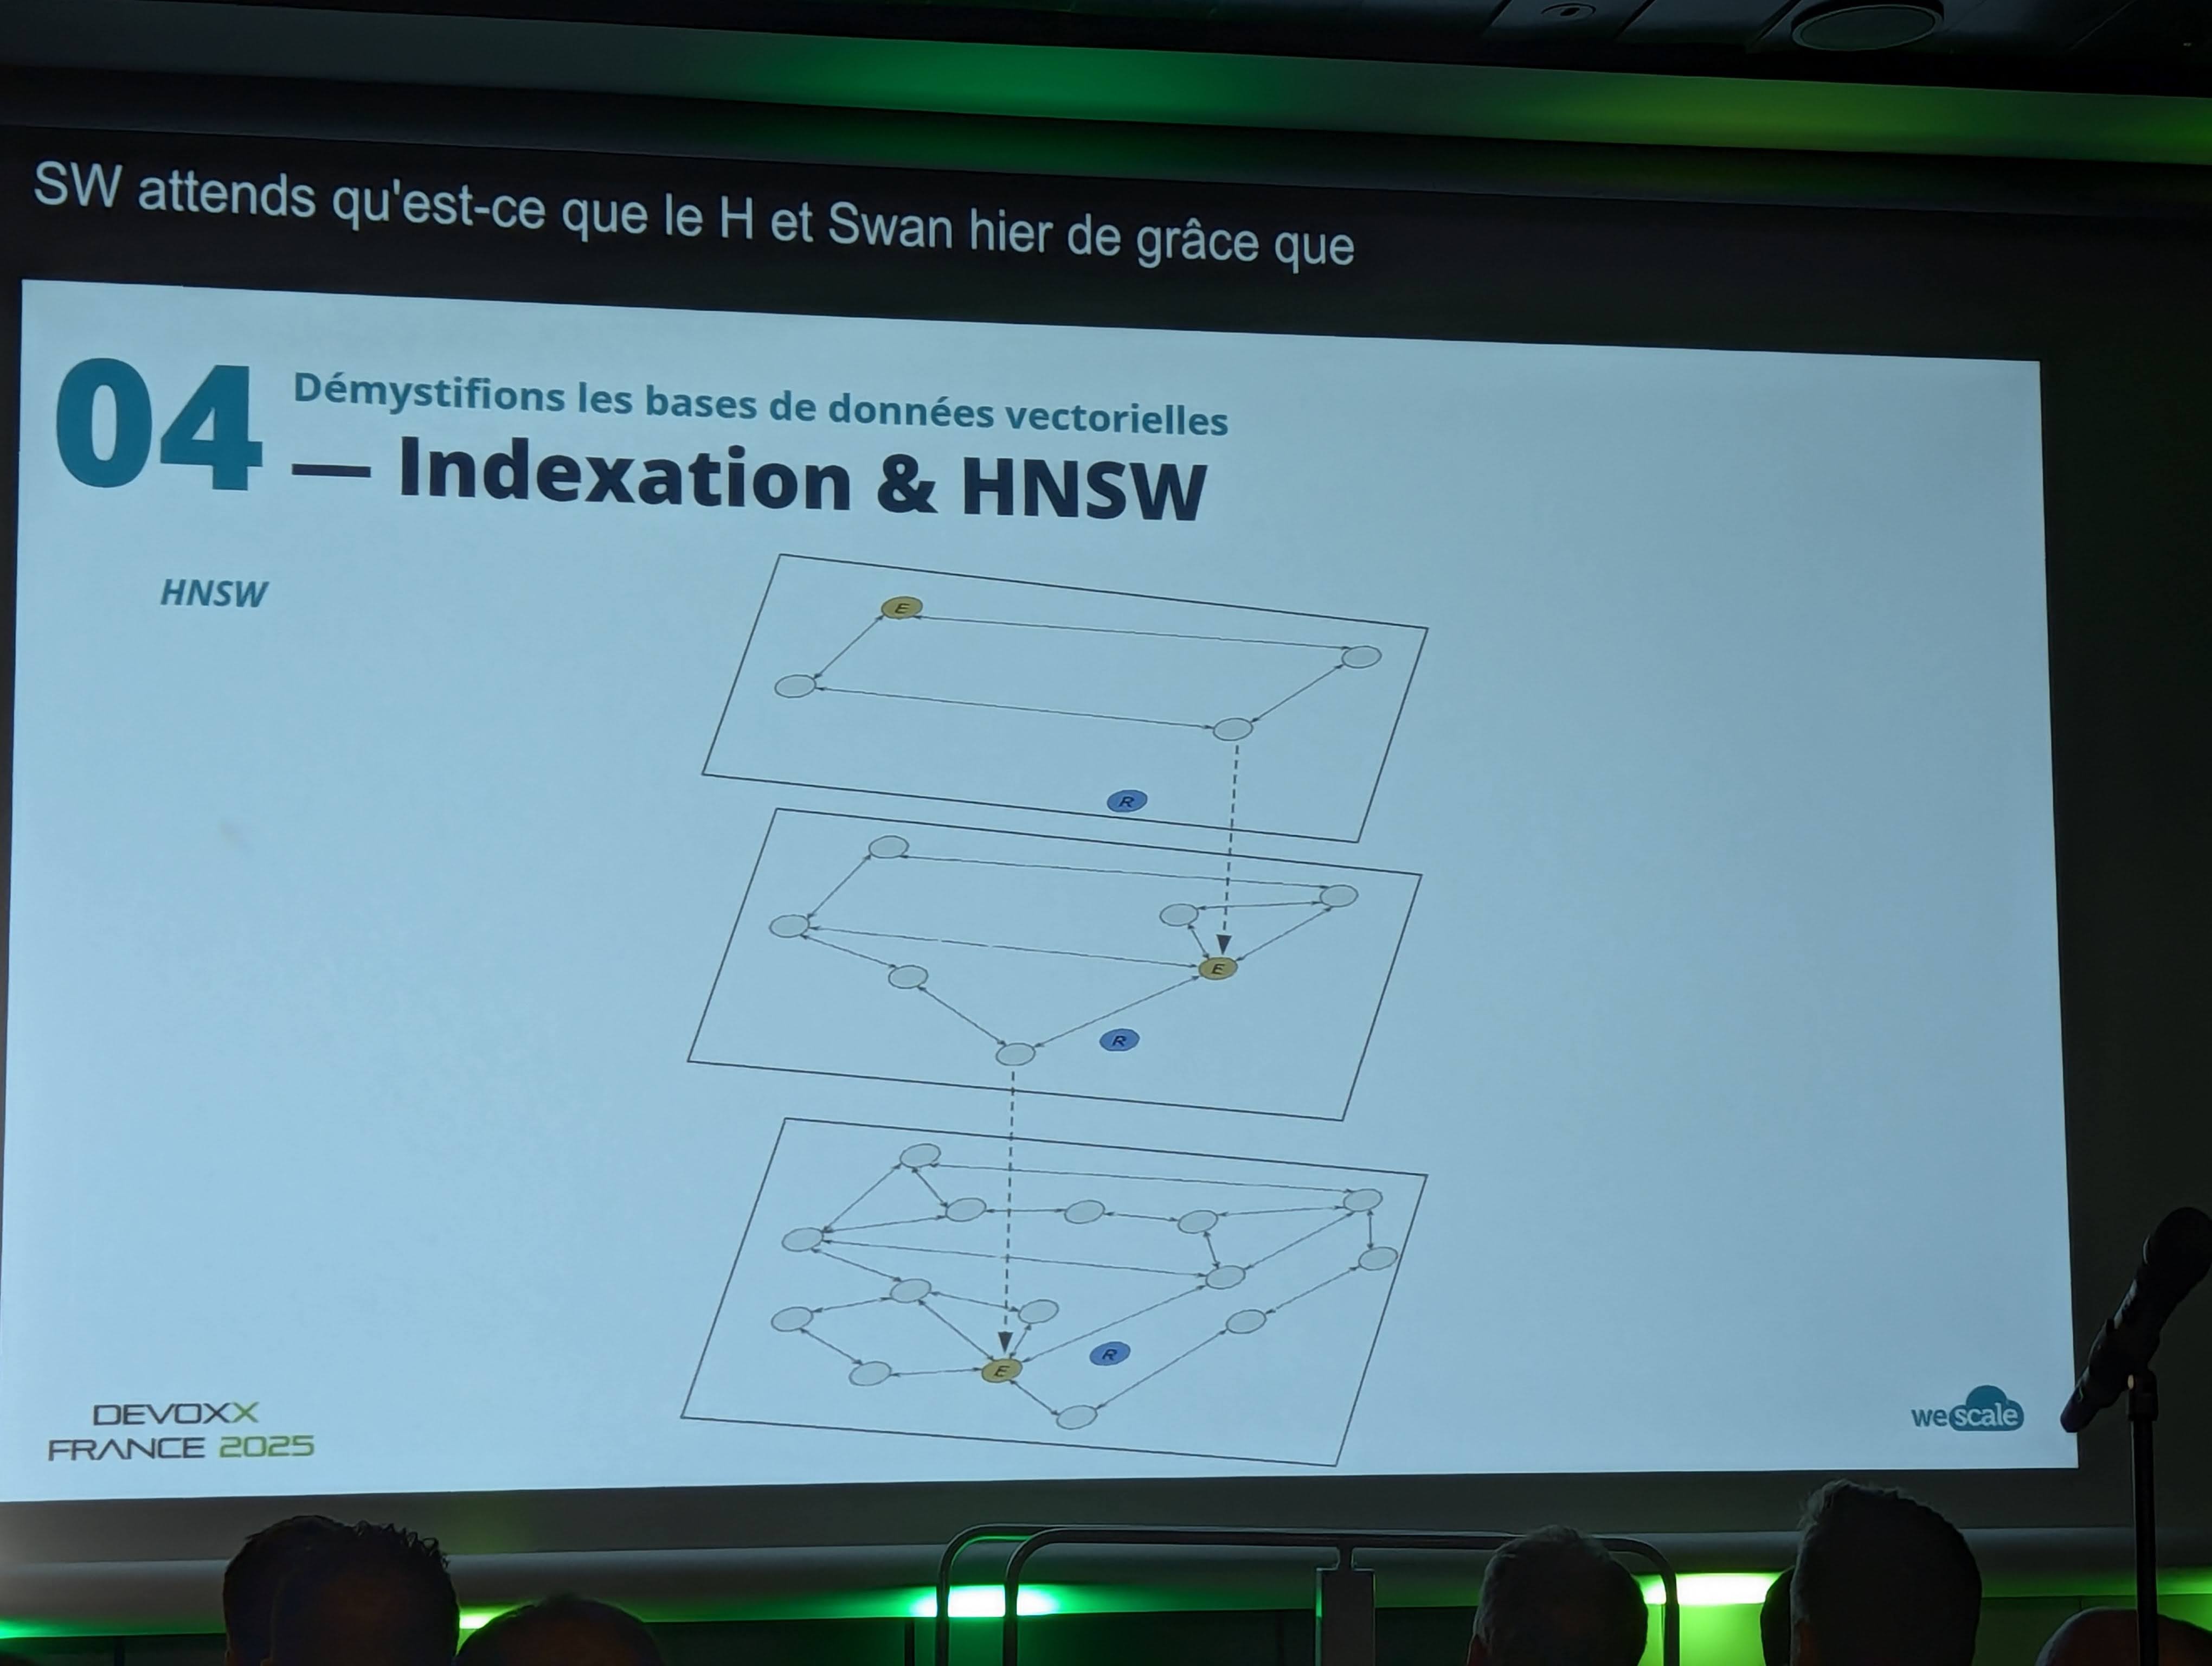 SW attends qu'est-ce que le H et Swan hier de grâce que
04
Démystifions les bases de données vectorielles
— Indexation & HNSW
HNSW
E
R
E
R
E
R
DEVOXX
FRANCE 2025
wescale